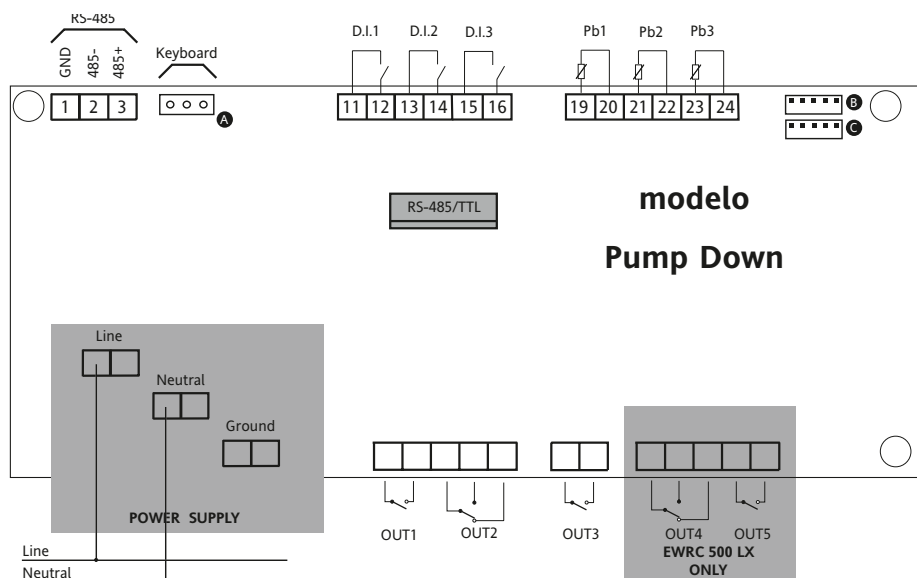 RS-485
GND
485-
485+
Keyboard
D.I.1
D.I.2
D.I.3
Pb1
Pb2
Pb3
1 2 3
A
11 12 13 14 15 16
19 20 21 22 23 24
B
C
RS-485/TTL
modelo
Pump Down
Line
Neutral
Ground
POWER SUPPLY
OUT1
OUT2
OUT3
OUT4
OUT5
EWRC 500 LX
ONLY
Line
Neutral